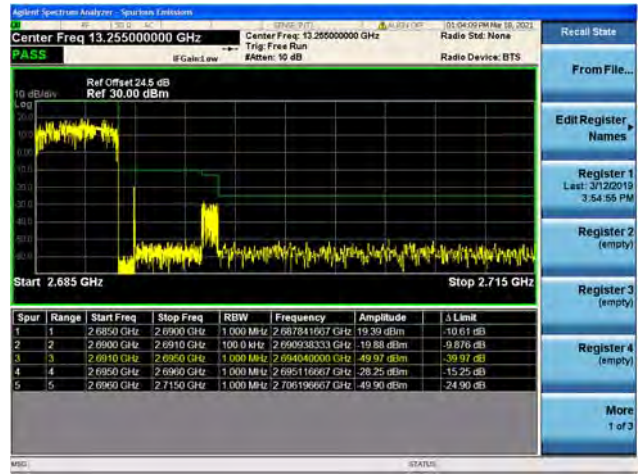 Agilent Spectrum Analyzer - Spurious Emissions
RF 50 Ω AC SENSE:INT ALIGN OFF 01:04:09 PM Mar 18, 2021
Center Freq 13.255000000 GHz Center Freq: 13.255000000 GHz Radio Std: None
PASS Trig: Free Run
IFGain:Low #Atten: 10 dB Radio Device: BTS
Ref Offset 24.5 dB
10 dB/div Ref 30.00 dBm
Log
20.0
10.0
0.00
Start 2.685 GHz Stop 2.715 GHz
Spur Range Start Freq Stop Freq RBW Frequency Amplitude Δ Limit
1 1 2.6850 GHz 2.6900 GHz 1.000 MHz 2.687841667 GHz 19.39 dBm -10.61 dB
2 2 2.6900 GHz 2.6910 GHz 100.0 kHz 2.690938333 GHz -19.88 dBm -9.876 dB
3 3 2.6910 GHz 2.6950 GHz 1.000 MHz 2.694040000 GHz -49.97 dBm -39.97 dB
4 4 2.6950 GHz 2.6960 GHz 1.000 MHz 2.695116667 GHz -28.25 dBm -15.25 dB
5 5 2.6960 GHz 2.7150 GHz 1.000 MHz 2.706196667 GHz -49.90 dBm -24.90 dB
MSG STATUS
Recall State
From File...
Edit Register
Names
Register 1
Last: 3/12/2019
3:54:55 PM
Register 2
(empty)
Register 3
(empty)
Register 4
(empty)
More
1 of 3